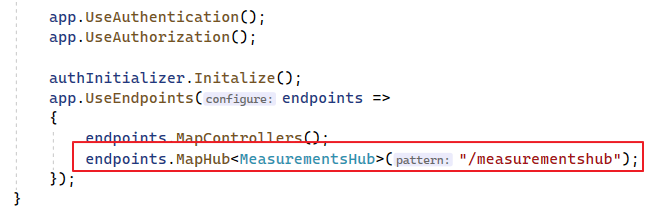 app.UseAuthentication();
app.UseAuthorization();
authInitializer.Initalize();
app.UseEndpoints(configure: endpoints =>
{
endpoints.MapControllers();
endpoints.MapHub<MeasurementsHub>(pattern: "/measurementshub");
});
}